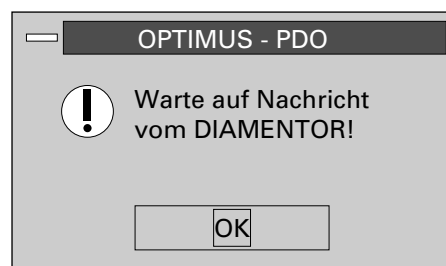 OPTIMUS - PDO
Warte auf Nachricht
vom DIAMENTOR!
OK